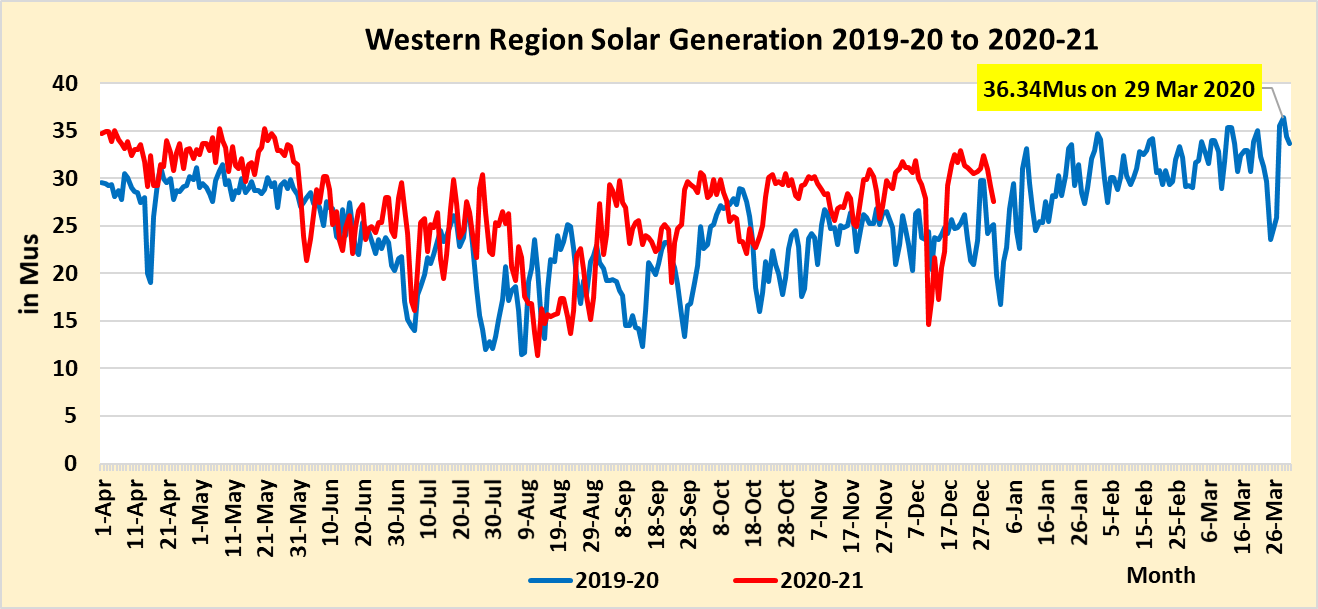 Western Region Solar Generation 2019-20 to 2020-21
36.34Mus on 29 Mar 2020
in Mus
40
35
30
25
20
15
10
5
0
1-Apr
11-Apr
21-Apr
1-May
11-May
21-May
31-May
10-Jun
20-Jun
30-Jun
10-Jul
20-Jul
30-Jul
9-Aug
19-Aug
29-Aug
8-Sep
18-Sep
28-Sep
8-Oct
18-Oct
28-Oct
7-Nov
17-Nov
27-Nov
7-Dec
17-Dec
27-Dec
6-Jan
16-Jan
26-Jan
5-Feb
15-Feb
25-Feb
6-Mar
16-Mar
26-Mar
Month
2019-20
2020-21